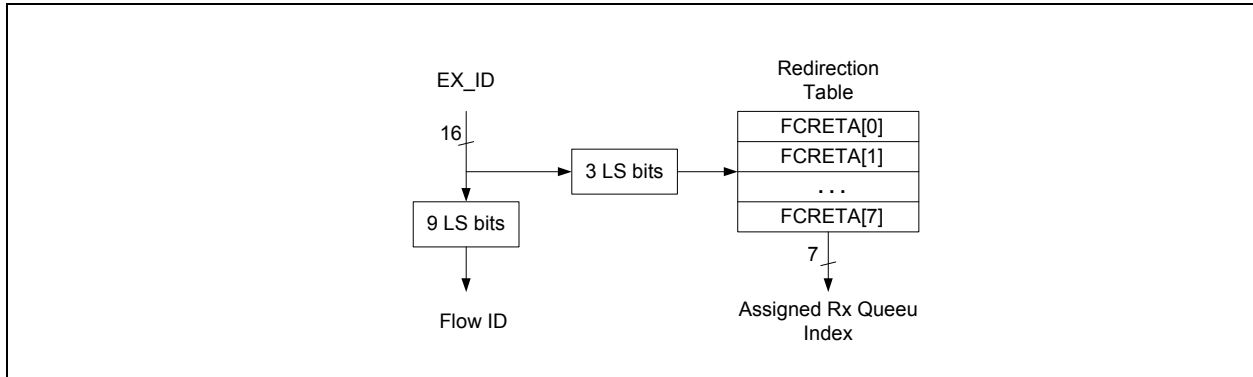 EX_ID
16
9 LS bits
Flow ID
3 LS bits
Redirection
Table
FCRETA[0]
FCRETA[1]
. . .
FCRETA[7]
7
Assigned Rx Queeu
Index